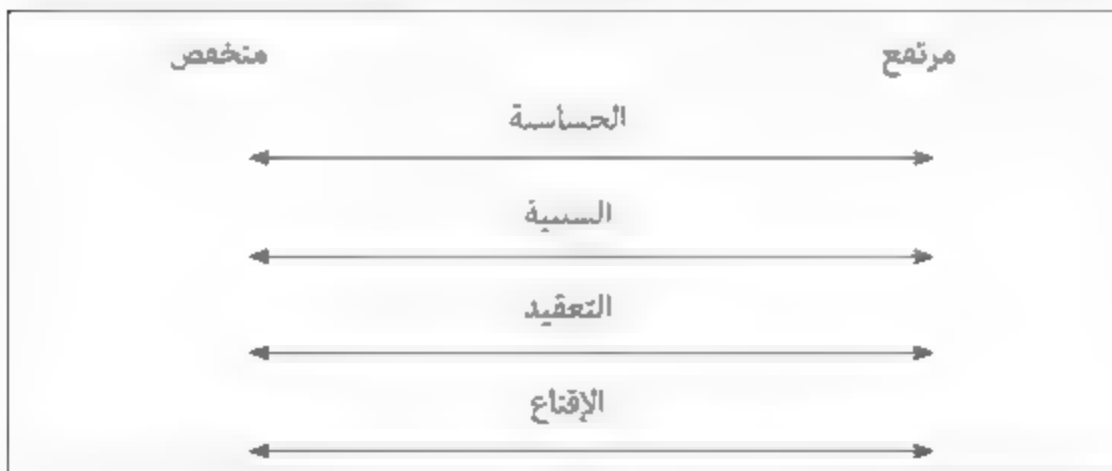 مرتفع منخفض
الحساسية
السببية
التعقيد
الإقناع